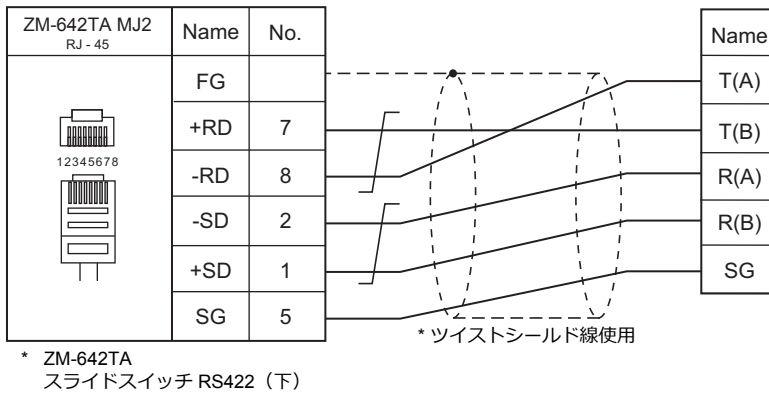 ZM-642TA MJ2 Name No. Name
RJ - 45
FG T(A)
+RD 7 T(B)
12345678
-RD 8 R(A)
-SD 2 R(B)
+SD 1 SG
SG 5
* ツイストシールド線使用
* ZM-642TA
スライドスイッチ RS422（下）